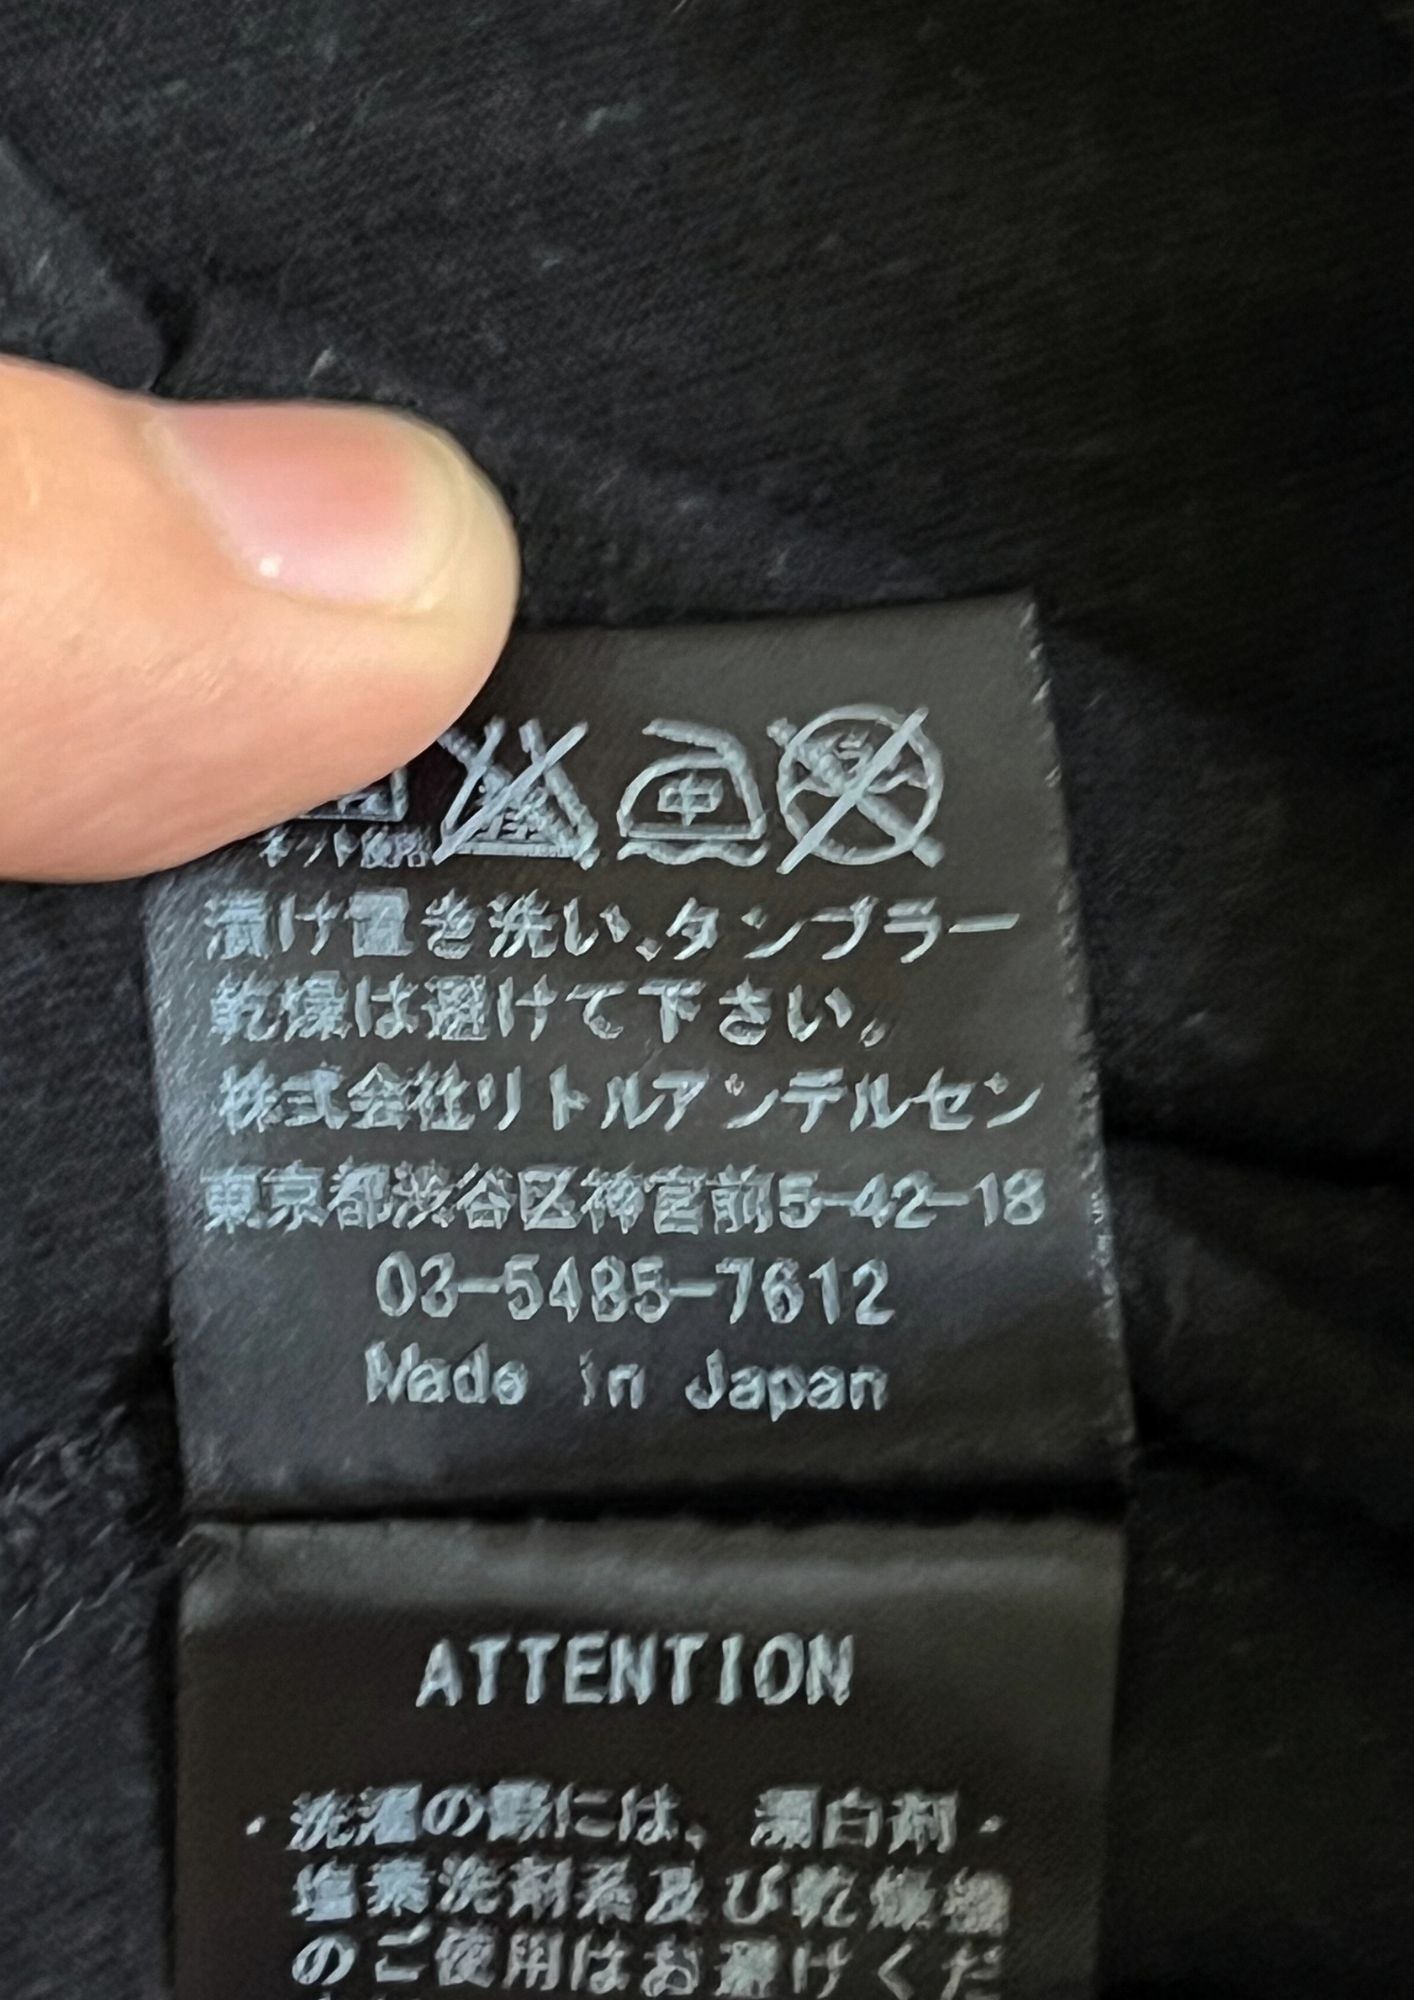 ネット使用
中
漬け置き洗い、タンブラー
乾燥は避けて下さい。
株式会社リトルアンデルセン
東京都渋谷区神宮前5-42-18
03-5485-7612
Made in Japan
ATTENTION
・洗濯の際には、漂白剤・
塩素洗剤系及び乾燥機
のご使用はお避けくだ